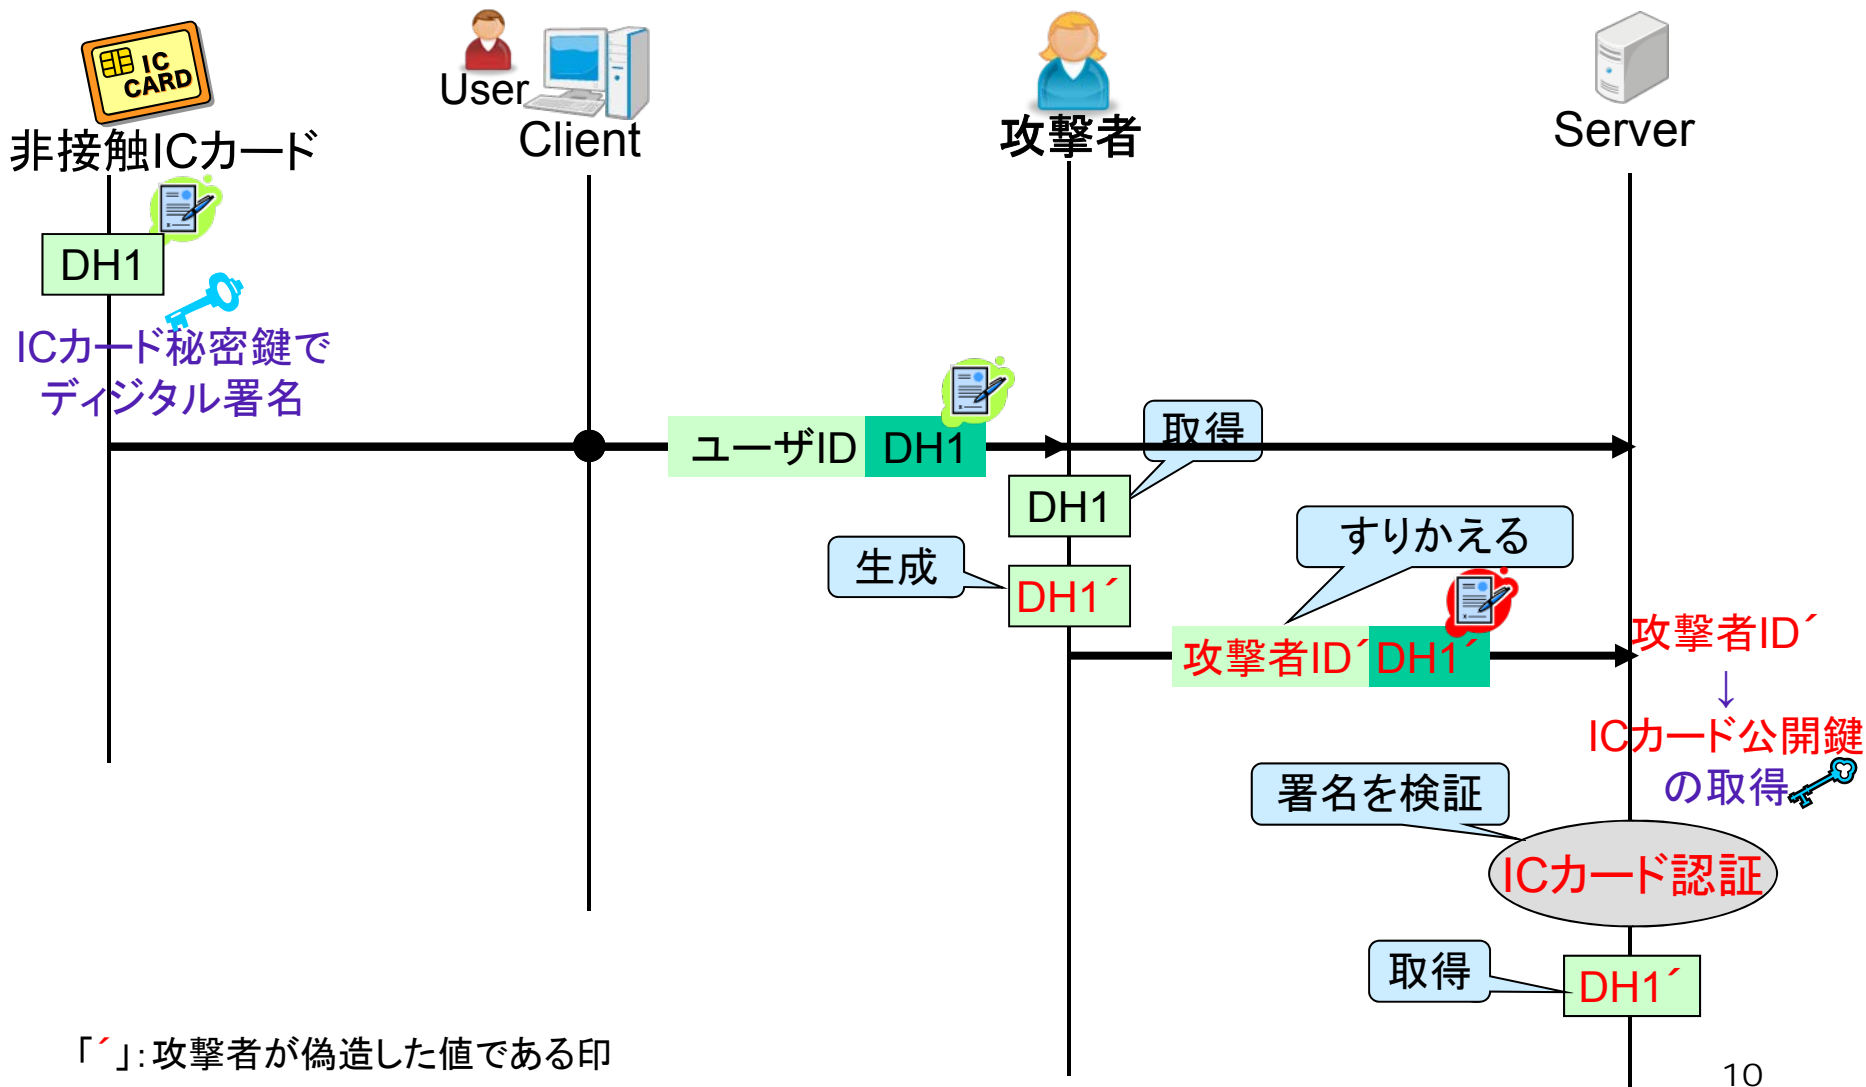 IC
CARD
非接触ICカード
User
Client
攻撃者
Server
DH1
ICカード秘密鍵で
ディジタル署名
ユーザID DH1
取得
DH1
すりかえる
生成
DH1´
攻撃者ID´ DH1´
攻撃者ID´
↓
ICカード公開鍵
の取得
署名を検証
ICカード認証
取得
DH1´
「´」:攻撃者が偽造した値である印
10